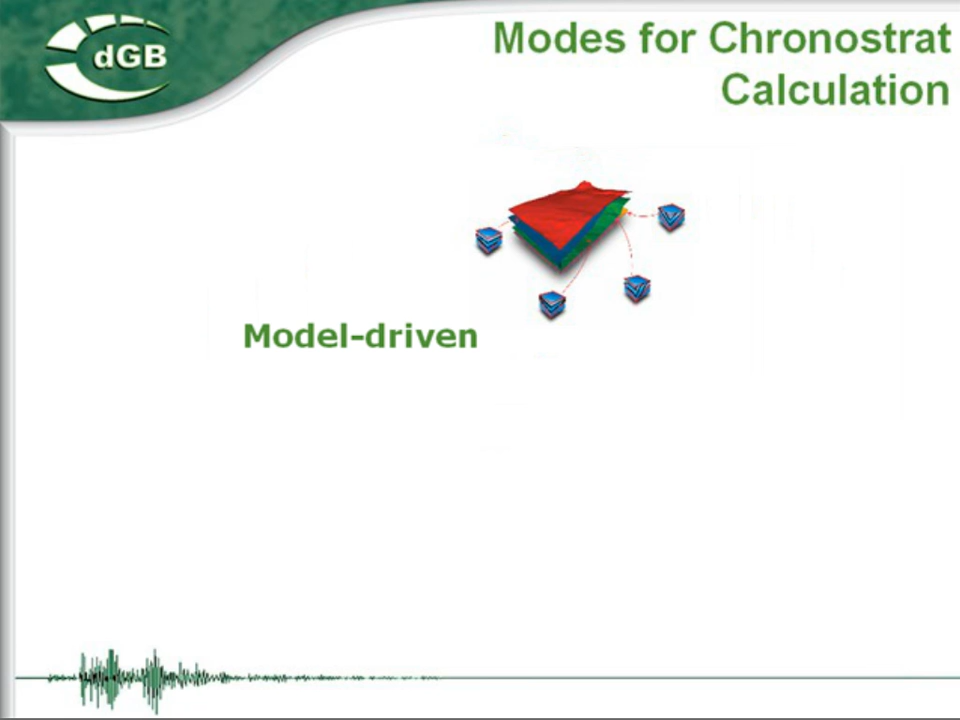 dGB
Modes for Chronostrat
Calculation
Model-driven